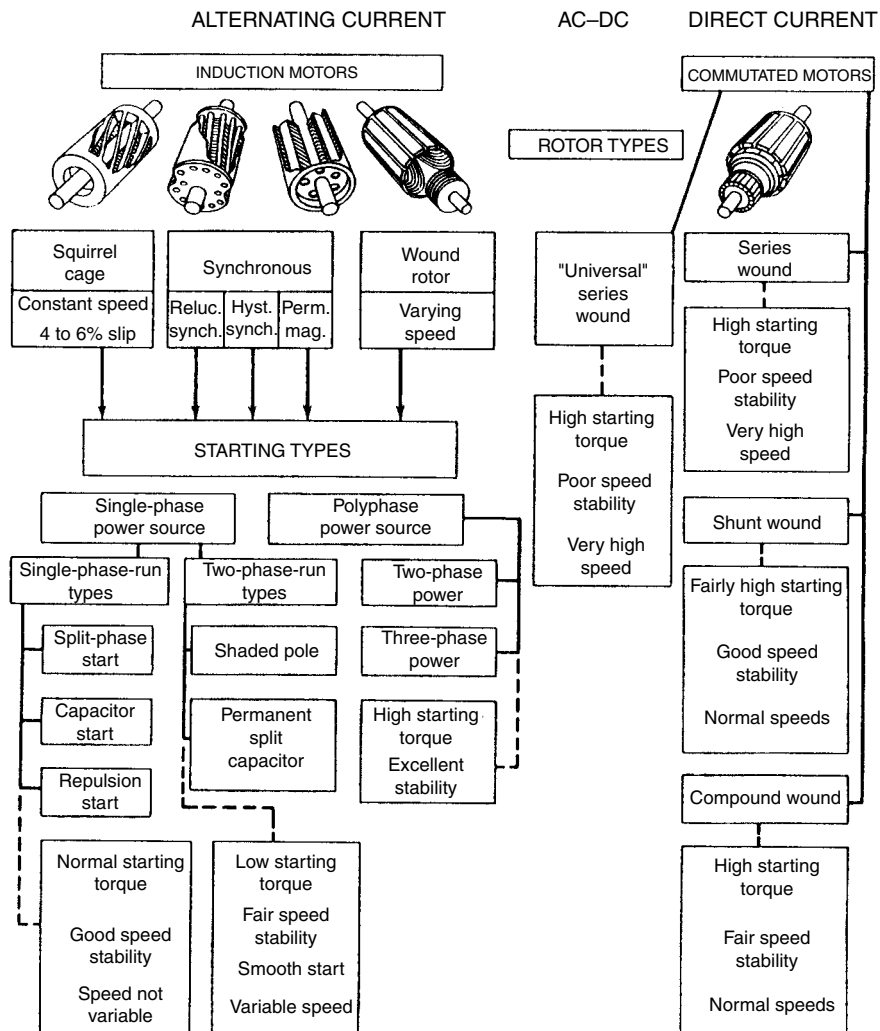 ALTERNATING CURRENT
AC–DC
DIRECT CURRENT
INDUCTION MOTORS
COMMUTATED MOTORS
ROTOR TYPES
Squirrel
cage
Constant speed
4 to 6% slip
Synchronous
Reluc.
synch.
Hyst.
synch.
Perm.
mag.
Wound
rotor
Varying
speed
"Universal"
series
wound
High starting
torque
Poor speed
stability
Very high
speed
Series
wound
High starting
torque
Poor speed
stability
Very high
speed
STARTING TYPES
Single-phase
power source
Polyphase
power source
Single-phase-run
types
Split-phase
start
Capacitor
start
Repulsion
start
Normal starting
torque
Good speed
stability
Speed not
variable
Two-phase-run
types
Shaded pole
Permanent
split
capacitor
Low starting
torque
Fair speed
stability
Smooth start
Variable speed
Two-phase
power
Three-phase
power
High starting
torque
Excellent
stability
Shunt wound
Fairly high starting
torque
Good speed
stability
Normal speeds
Compound wound
High starting
torque
Fair speed
stability
Normal speeds